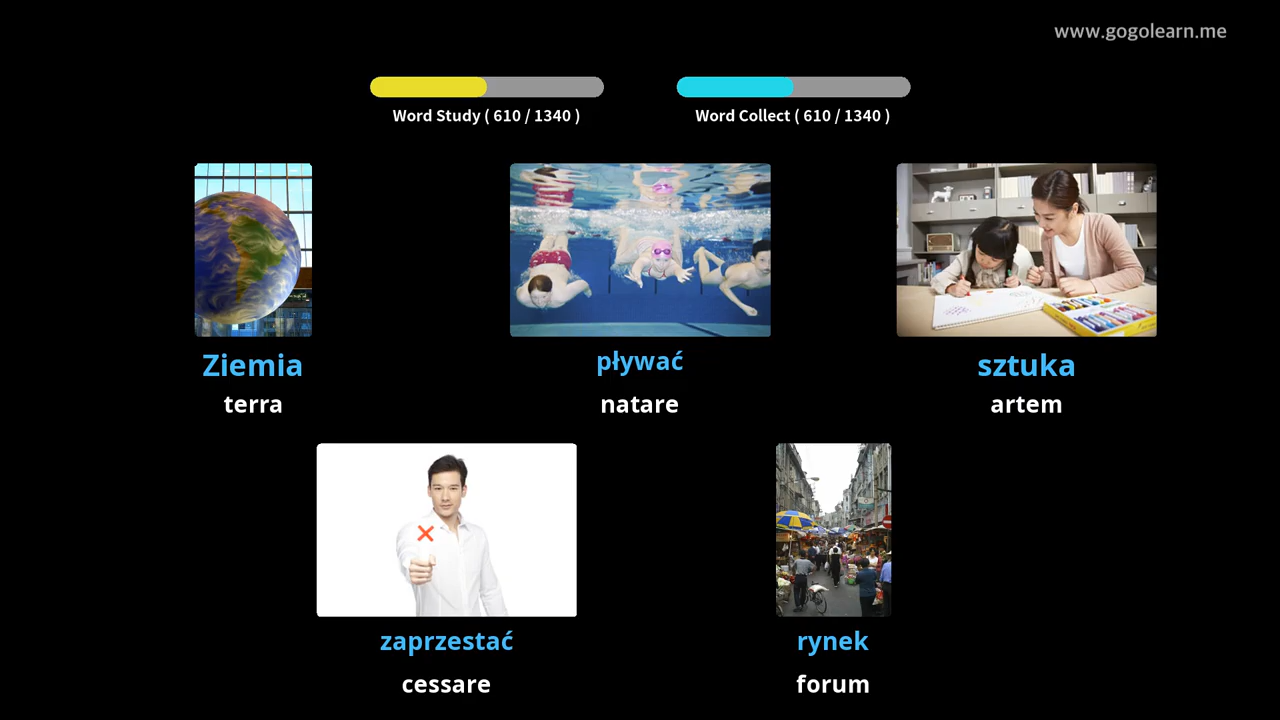 www.gogolearn.me
Word Study ( 610 / 1340 )
Word Collect ( 610 / 1340 )
Ziemia
terra
pływać
natare
sztuka
artem
zaprzestać
cessare
rynek
forum